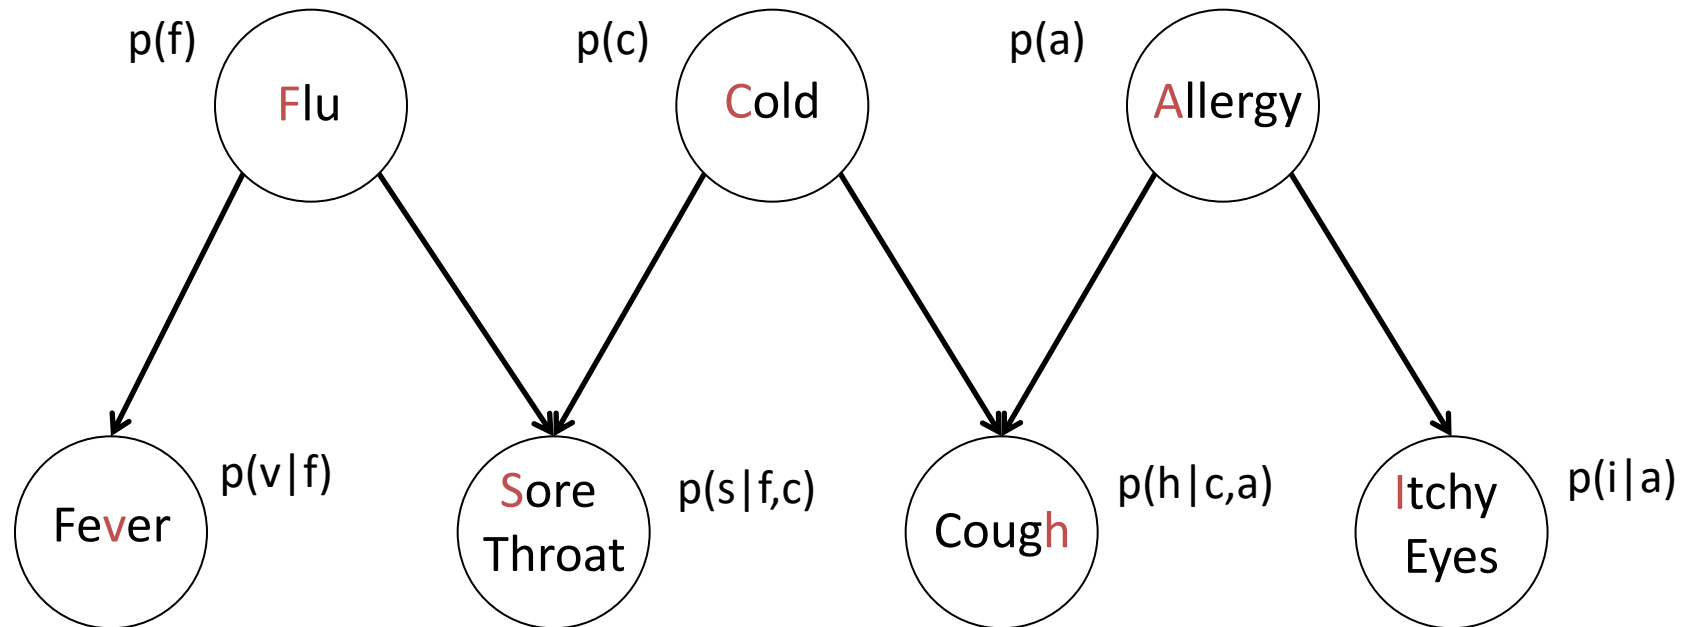 p(f)
Flu
p(c)
Cold
p(a)
Allergy
Fever
p(v|f)
Sore
Throat
p(s|f,c)
Cough
p(h|c,a)
Itchy
Eyes
p(i|a)